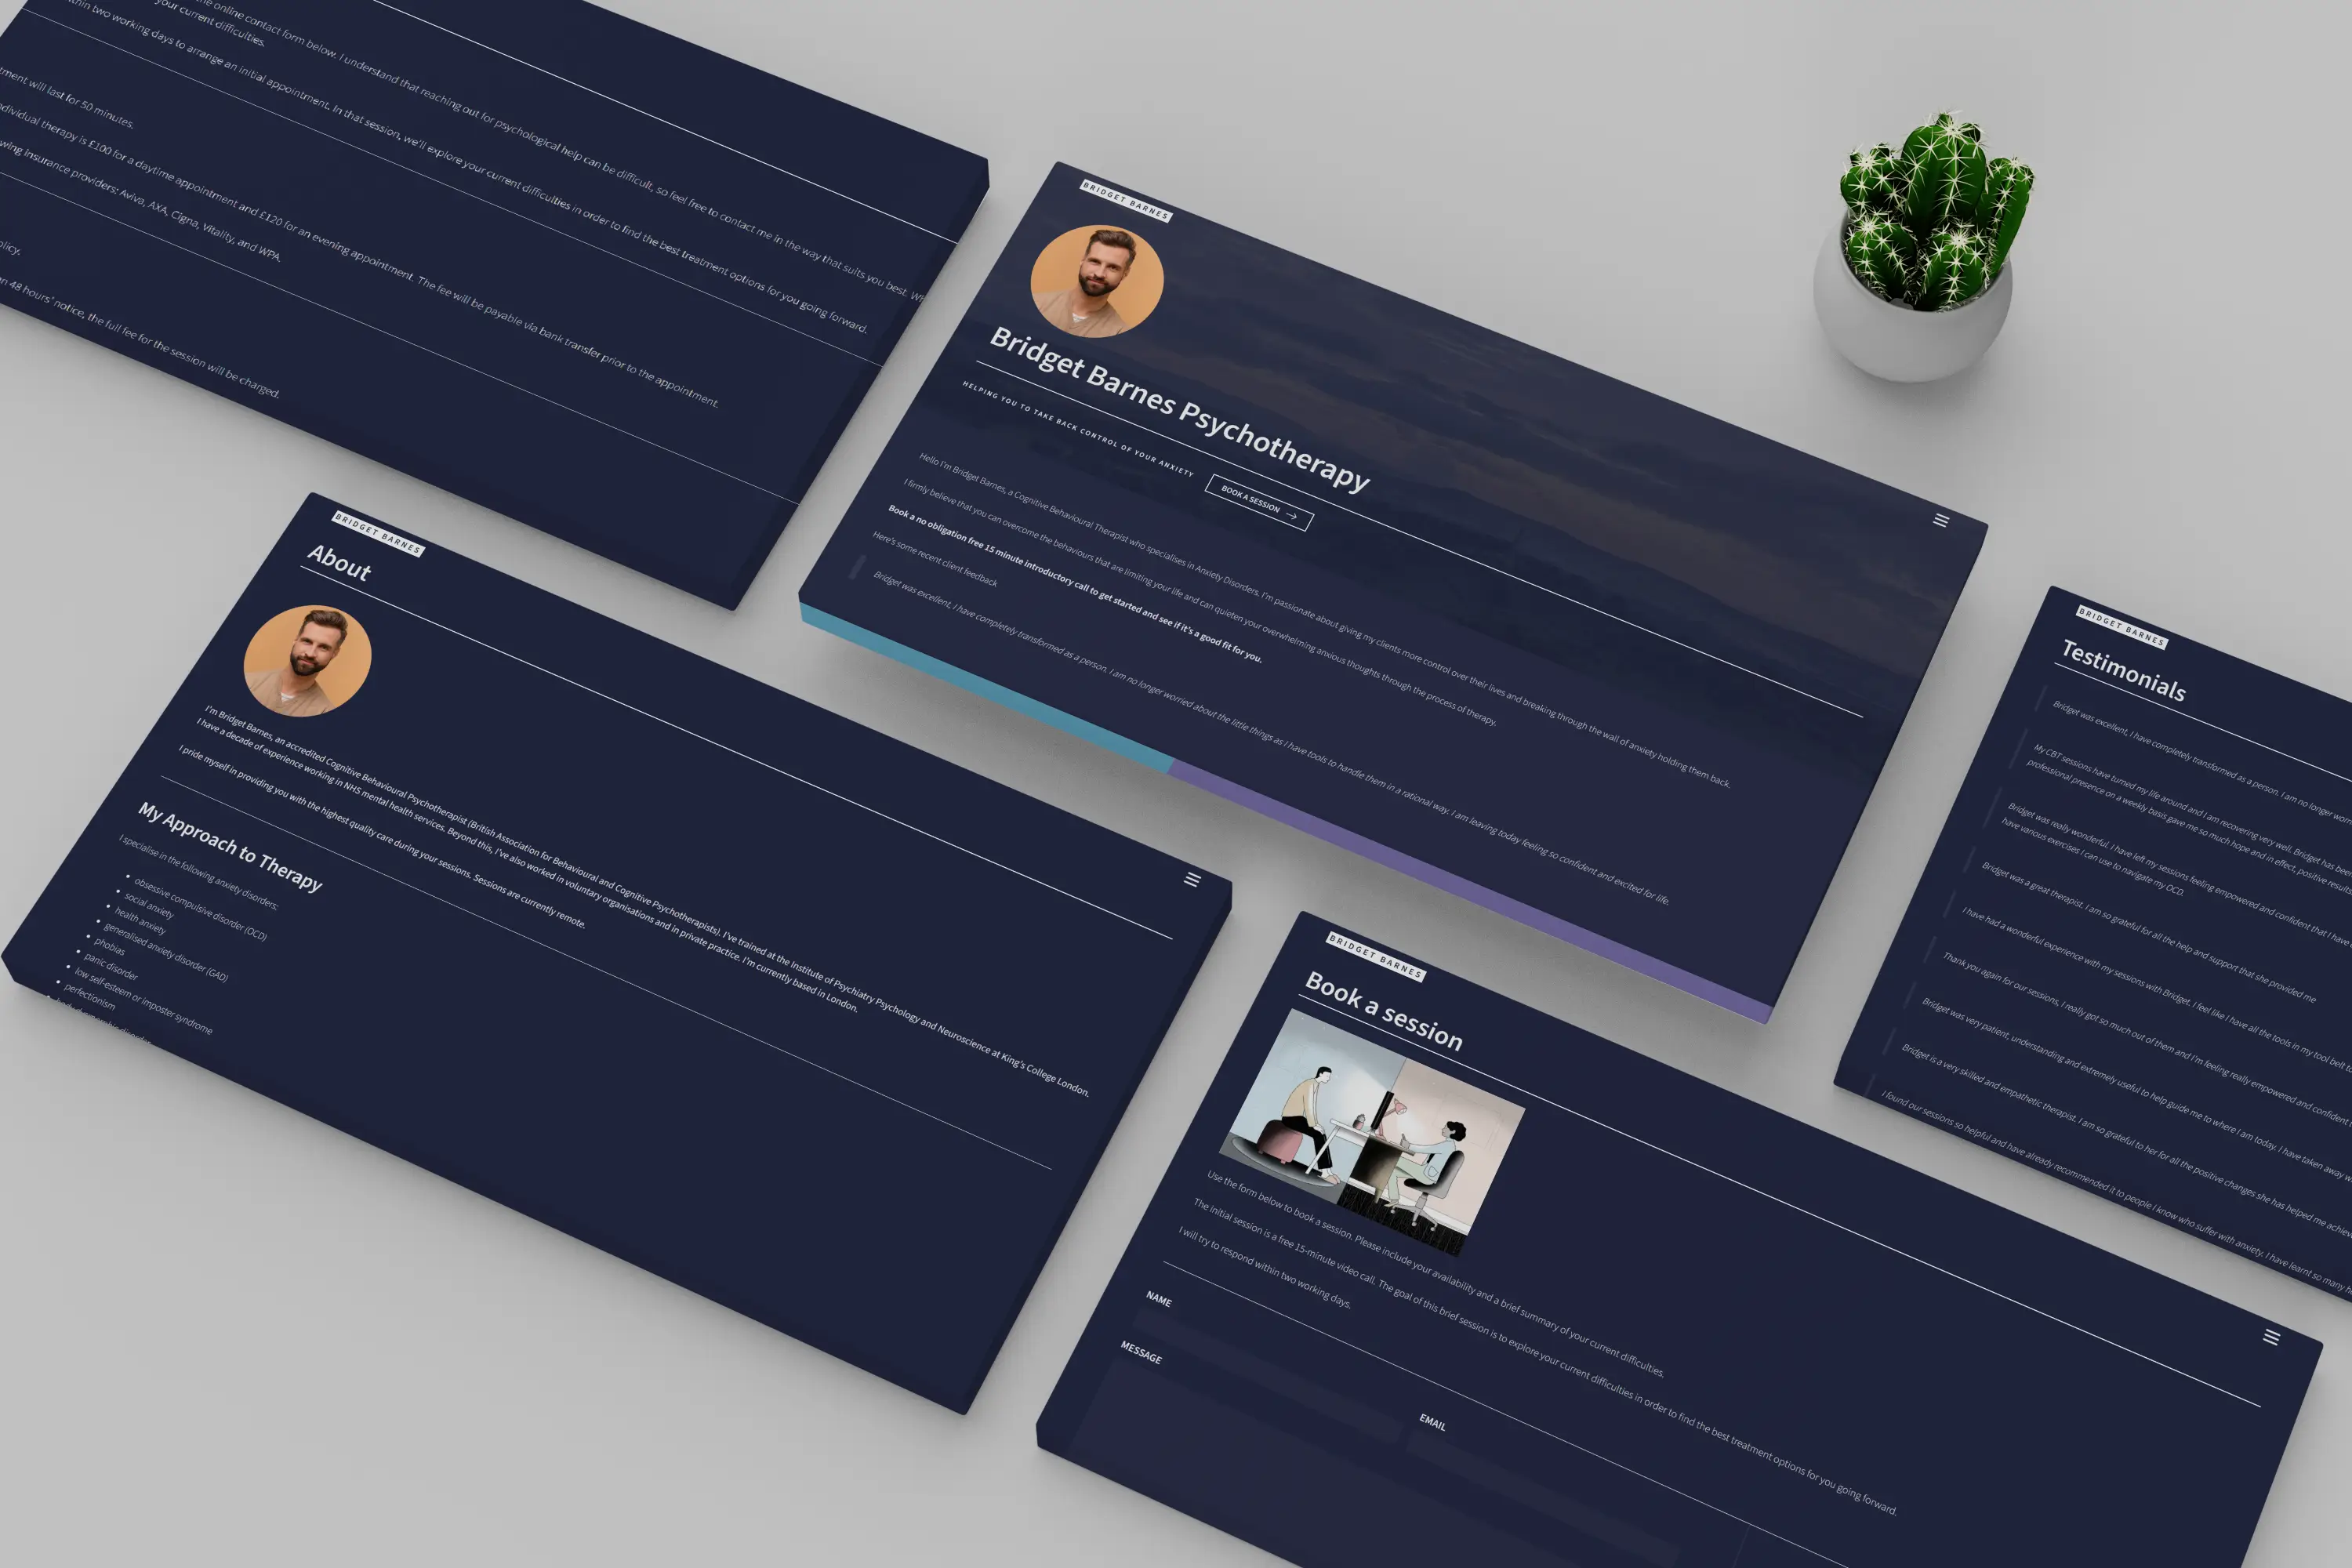 the online contact form below. I understand that reaching out for psychological help can be difficult, so feel free to contact me in the way that suits you best.
your current difficulties.
within two working days to arrange an initial appointment. In that session, we'll explore your current difficulties in order to find the best treatment options for you going forward.
will last for 50 minutes.
individual therapy is £100 for a daytime appointment and £120 for an evening appointment. The fee will be payable via bank transfer prior to the appointment.
insurance providers: Aviva, AXA, Cigna, Vitality, and WPA.
48 hours' notice, the full fee for the session will be charged.
BRIDGET BARNES
Bridget Barnes Psychotherapy
HELPING YOU TO TAKE BACK CONTROL OF YOUR ANXIETY
BOOK A SESSION →
Hello I'm Bridget Barnes, a Cognitive Behavioural Therapist who specialises in Anxiety Disorders. I'm passionate about giving my clients more control over their lives and breaking through the wall of anxiety holding them back.
I firmly believe that you can overcome the behaviours that are limiting your life and can quieten your overwhelming anxious thoughts through the process of therapy.
Book a no obligation free 15 minute introductory call to get started and see if it's a good fit for you.
Here's some recent client feedback
Bridget was excellent, I have completely transformed as a person. I am no longer worried about the little things as I have tools to handle them in a rational way. I am leaving today feeling so confident and excited for life.
BRIDGET BARNES
About
I'm Bridget Barnes, an accredited Cognitive Behavioural Psychotherapist (British Association for Behavioural and Cognitive Psychotherapists). I've trained at the Institute of Psychiatry Psychology and Neuroscience at King's College London.
I have a decade of experience working in NHS mental health services. Beyond this, I've also worked in voluntary organisations and in private practice. I'm currently based in London.
I pride myself in providing you with the highest quality care during your sessions. Sessions are currently remote.
My Approach to Therapy
I specialise in the following anxiety disorders:
• obsessive compulsive disorder (OCD)
• social anxiety
• health anxiety
• generalised anxiety disorder (GAD)
• phobias
• panic disorder
• low self-esteem or imposter syndrome
• perfectionism
BRIDGET BARNES
Book a session
Use the form below to book a session. Please include your availability and a brief summary of your current difficulties.
The initial session is a free 15-minute video call. The goal of this brief session is to explore your current difficulties in order to find the best treatment options for you going forward.
I will try to respond within two working days.
NAME
EMAIL
MESSAGE
BRIDGET BARNES
Testimonials
Bridget was excellent, I have completely transformed as a person. I am no longer
My CBT sessions have turned my life around and I am recovering very well. Bridget has been
professional presence on a weekly basis gave me so much hope and in effect, positive results
Bridget was really wonderful. I have left my sessions feeling empowered and confident that I have
have various exercises I can use to navigate my OCD.
Bridget was a great therapist. I am so grateful for all the help and support that she provided me
I have had a wonderful experience with my sessions with Bridget. I feel like I have all the tools in my tool belt to
Thank you again for our sessions, I really got so much out of them and I'm feeling really empowered and confident
Bridget was very patient, understanding and extremely useful to help guide me to where I am today. I have taken away
Bridget is a very skilled and empathetic therapist. I am so grateful to her for all the positive changes she has helped me
I found our sessions so helpful and have already recommended it to people I know who suffer with anxiety. I have learnt so many